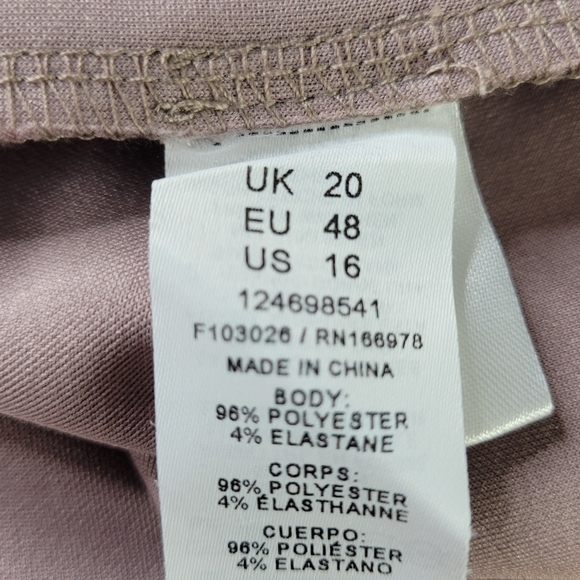 UK 20
EU 48
US 16
124698541
F103026 / RN166978
MADE IN CHINA
BODY:
96% POLYESTER
4% ELASTANE
CORPS:
96% POLYESTER
4% ÉLASTHANNE
CUERPO:
96% POLIÉSTER
4% ELASTANO